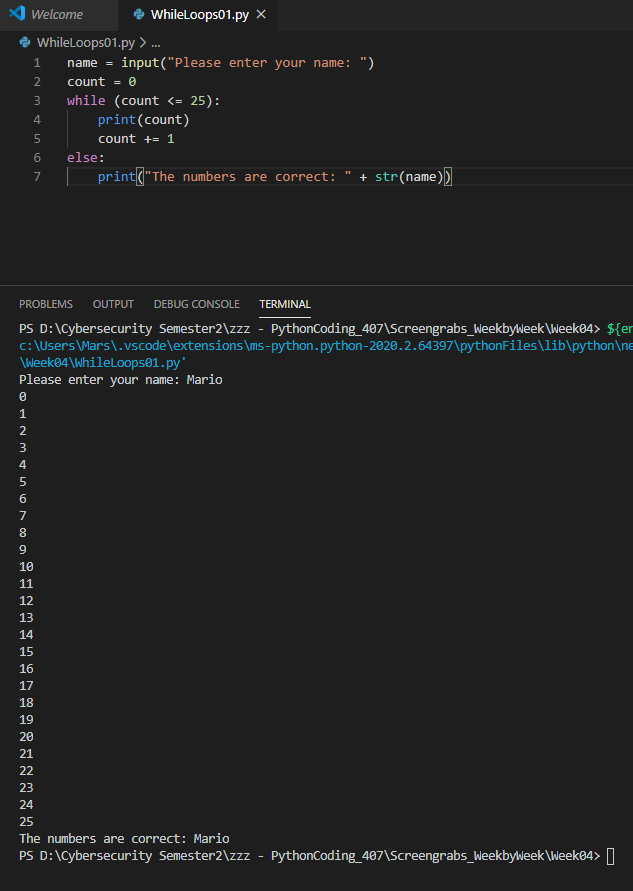 Welcome WhileLoops01.py
WhileLoops01.py > ...
1 name = input("Please enter your name: ")
2 count = 0
3 while (count <= 25):
4 print(count)
5 count += 1
6 else:
7 print("The numbers are correct: " + str(name))
PROBLEMS OUTPUT DEBUG CONSOLE TERMINAL
PS D:\Cybersecurity Semester2\zzz - PythonCoding_407\Screengrabs_WeekbyWeek\Week04> ${en
c:\Users\Mars\.vscode\extensions\ms-python.python-2020.2.64397\pythonFiles\lib\python\ne
\Week04\WhileLoops01.py'
Please enter your name: Mario
0
1
2
3
4
5
6
7
8
9
10
11
12
13
14
15
16
17
18
19
20
21
22
23
24
25
The numbers are correct: Mario
PS D:\Cybersecurity Semester2\zzz - PythonCoding_407\Screengrabs_WeekbyWeek\Week04>